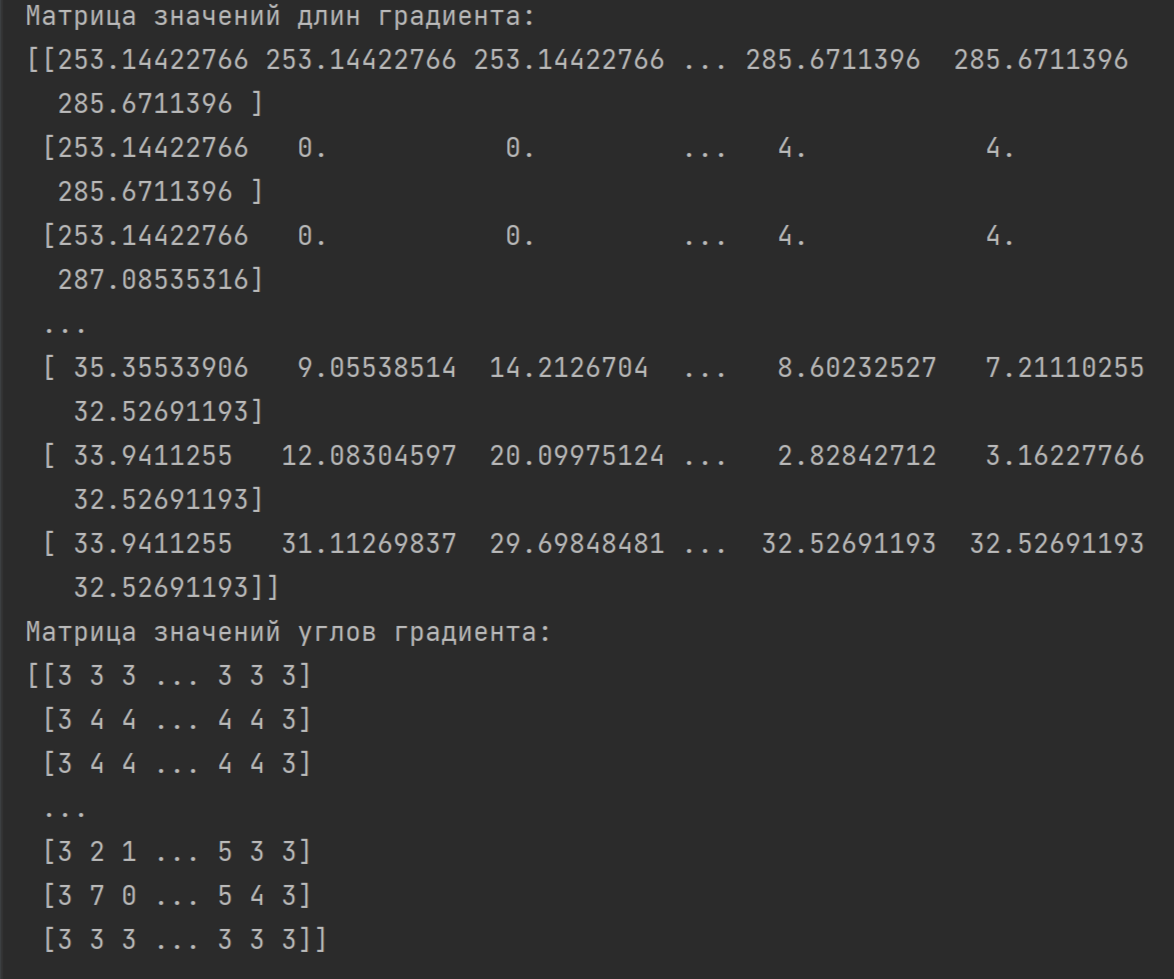 Матрица значений длин градиента:
[[253.14422766 253.14422766 253.14422766 ... 285.6711396  285.6711396
  285.6711396 ]
 [253.14422766   0.           0.         ...   4.           4.
  285.6711396 ]
 [253.14422766   0.           0.         ...   4.           4.
  287.08535316]
 ...
 [ 35.35533906   9.05538514  14.2126704  ...   8.60232527   7.21110255
   32.52691193]
 [ 33.9411255   12.08304597  20.09975124 ...   2.82842712   3.16227766
   32.52691193]
 [ 33.9411255   31.11269837  29.69848481 ...  32.52691193  32.52691193
   32.52691193]]
Матрица значений углов градиента:
[[3 3 3 ... 3 3 3]
 [3 4 4 ... 4 4 3]
 [3 4 4 ... 4 4 3]
 ...
 [3 2 1 ... 5 3 3]
 [3 7 0 ... 5 4 3]
 [3 3 3 ... 3 3 3]]